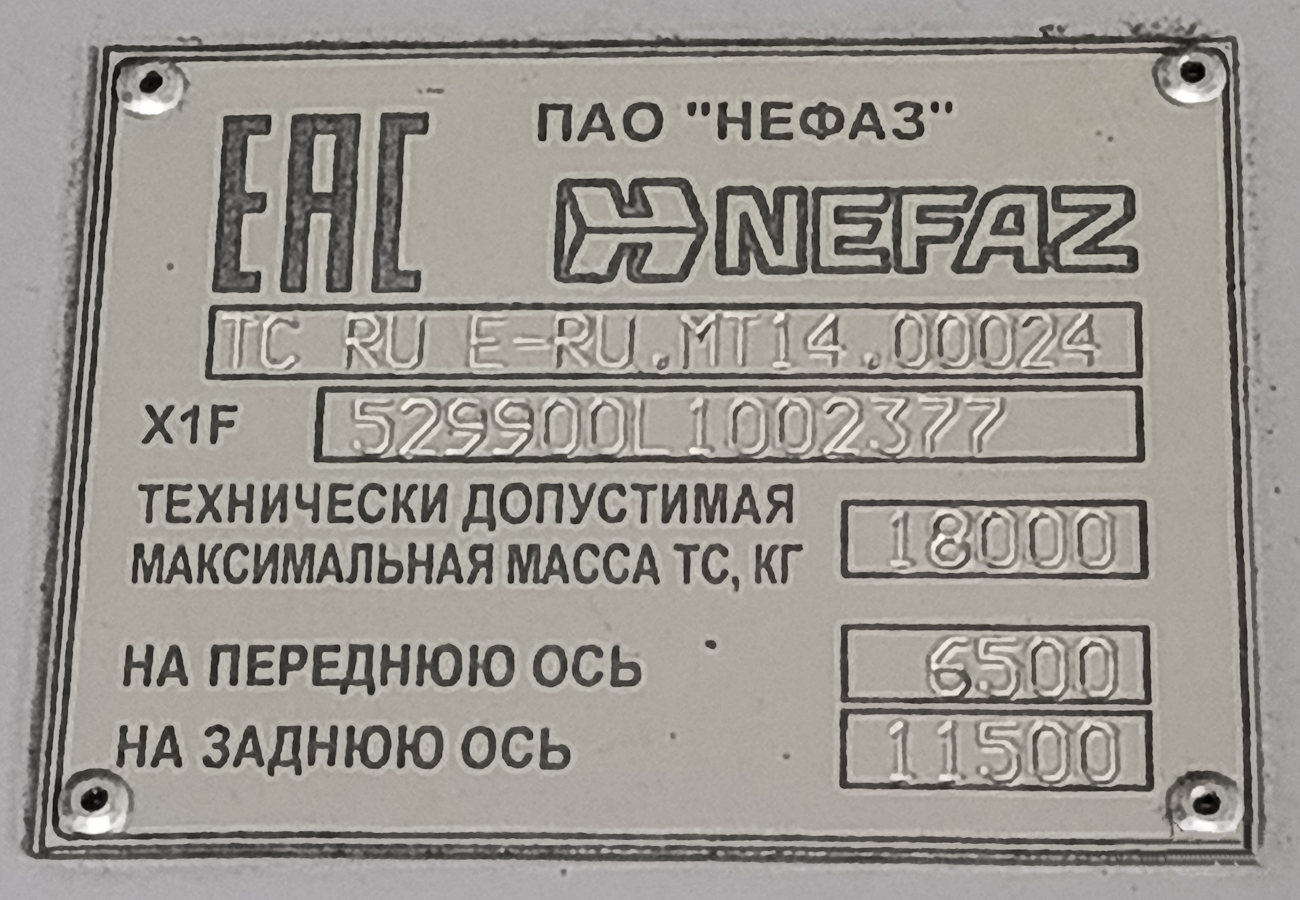 EAC
ПАО "НЕФАЗ"
NEFAZ
ТС RU Е-RU.МТ14.00024
X1F 529900L1002377
ТЕХНИЧЕСКИ ДОПУСТИМАЯ
МАКСИМАЛЬНАЯ МАССА ТС, КГ 18000
НА ПЕРЕДНЮЮ ОСЬ 6500
НА ЗАДНЮЮ ОСЬ 11500